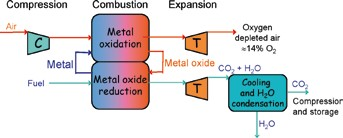 Compression Combustion Expansion
Air
C
Metal
oxidation
T
Oxygen
depleted air
≈14% O₂
Metal
Metal oxide
Fuel
Metal oxide
reduction
T
CO₂ + H₂O
Cooling
and H₂O
condensation
CO₂
Compression
and storage
H₂O